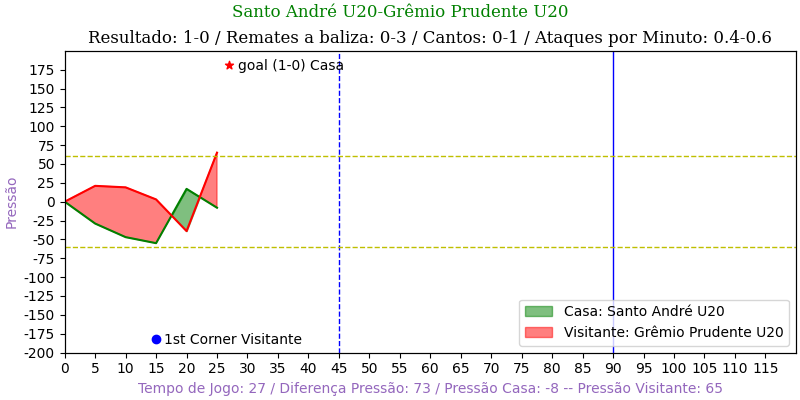 Santo André U20-Grêmio Prudente U20
Resultado: 1-0 / Remates a baliza: 0-3 / Cantos: 0-1 / Ataques por Minuto: 0.4-0.6
175
goal (1-0) Casa
150
125
100
75
50
25
0
-25
-50
-75
-100
-125
-150
-175
-200
Pressão
1st Corner Visitante
Casa: Santo André U20
Visitante: Grêmio Prudente U20
0 5 10 15 20 25 30 35 40 45 50 55 60 65 70 75 80 85 90 95 100 105 110 115
Tempo de Jogo: 27 / Diferença Pressão: 73 / Pressão Casa: -8 -- Pressão Visitante: 65